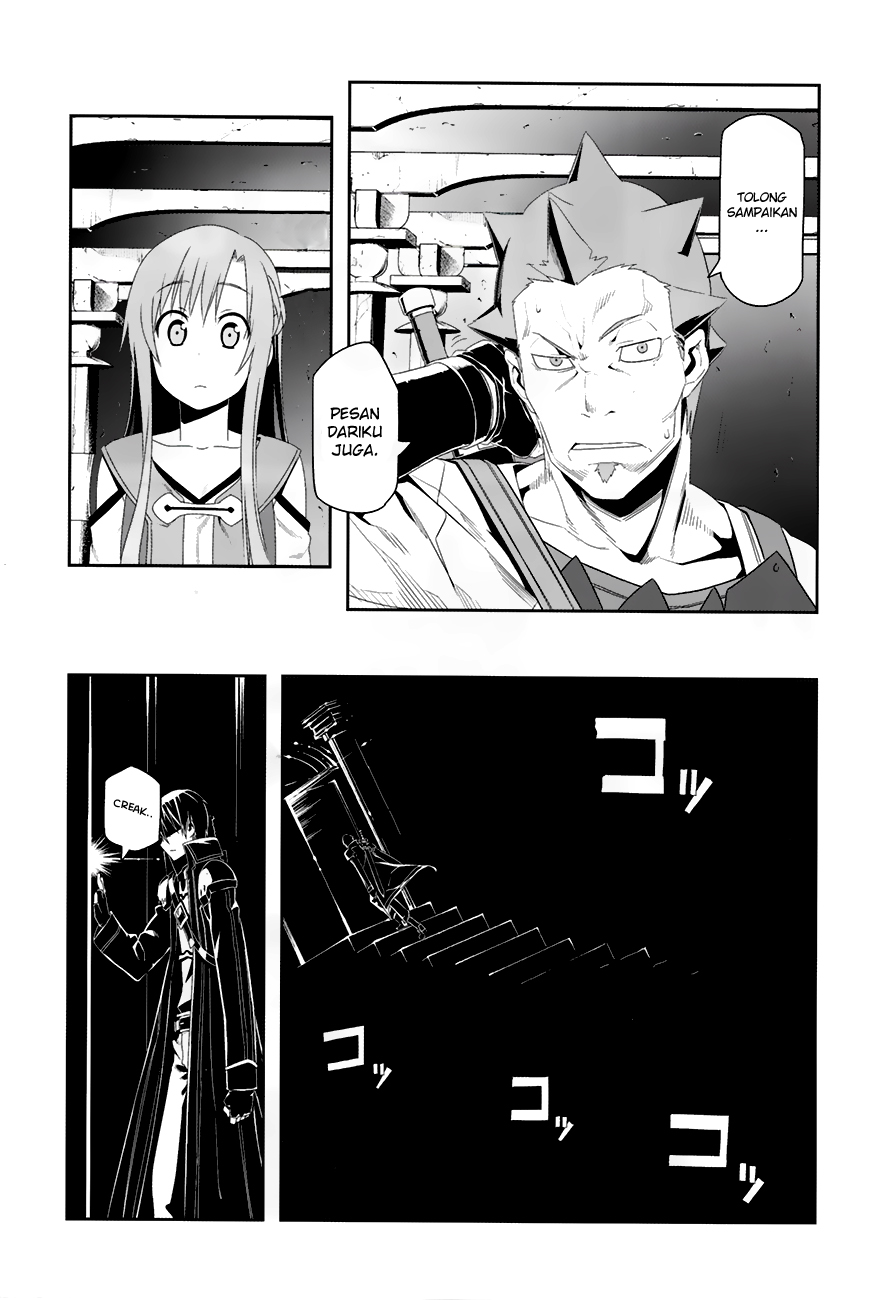 TOLONG
SAMPAIKAN
...
PESAN
DARIKU
JUGA.
コッ
コッ
コッ
コッ
CREAK..